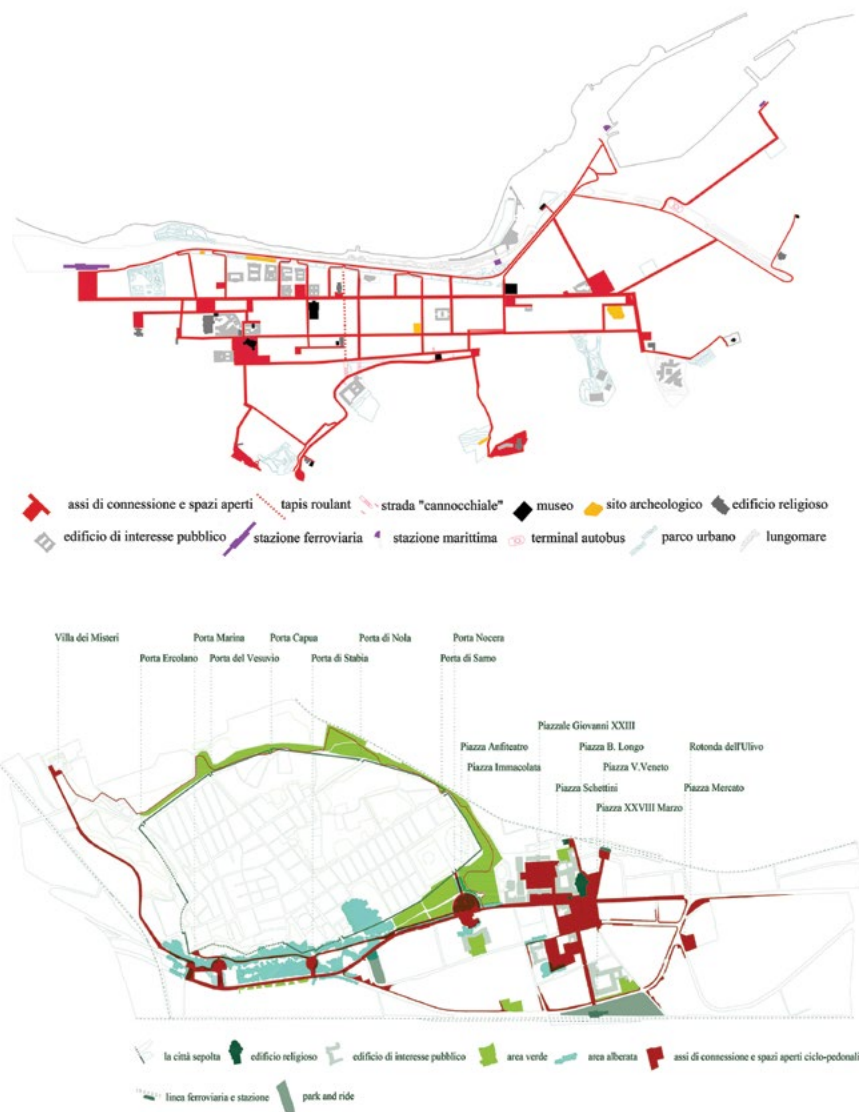 assi di connessione e spazi aperti tapis roulant strada "cannocchiale" museo sito archeologico edificio religioso
edificio di interesse pubblico stazione ferroviaria stazione marittima terminal autobus parco urbano lungomare
Villa dei Misteri Porta Marina Porta Capua Porta di Nola Porta Nocera
Porta Ercolano Porta del Vesuvio Porta di Stabia Porta di Sarno
Piazzale Giovanni XXIII
Piazza Anfiteatro Piazza B. Longo Rotonda dell'Ulivo
Piazza Immacolata Piazza V.Veneto
Piazza Schettini Piazza Mercato
Piazza XXVIII Marzo
la città sepolta edificio religioso edificio di interesse pubblico area verde area alberata assi di connessione e spazi aperti ciclo-pedonali
linea ferroviaria e stazione park and ride